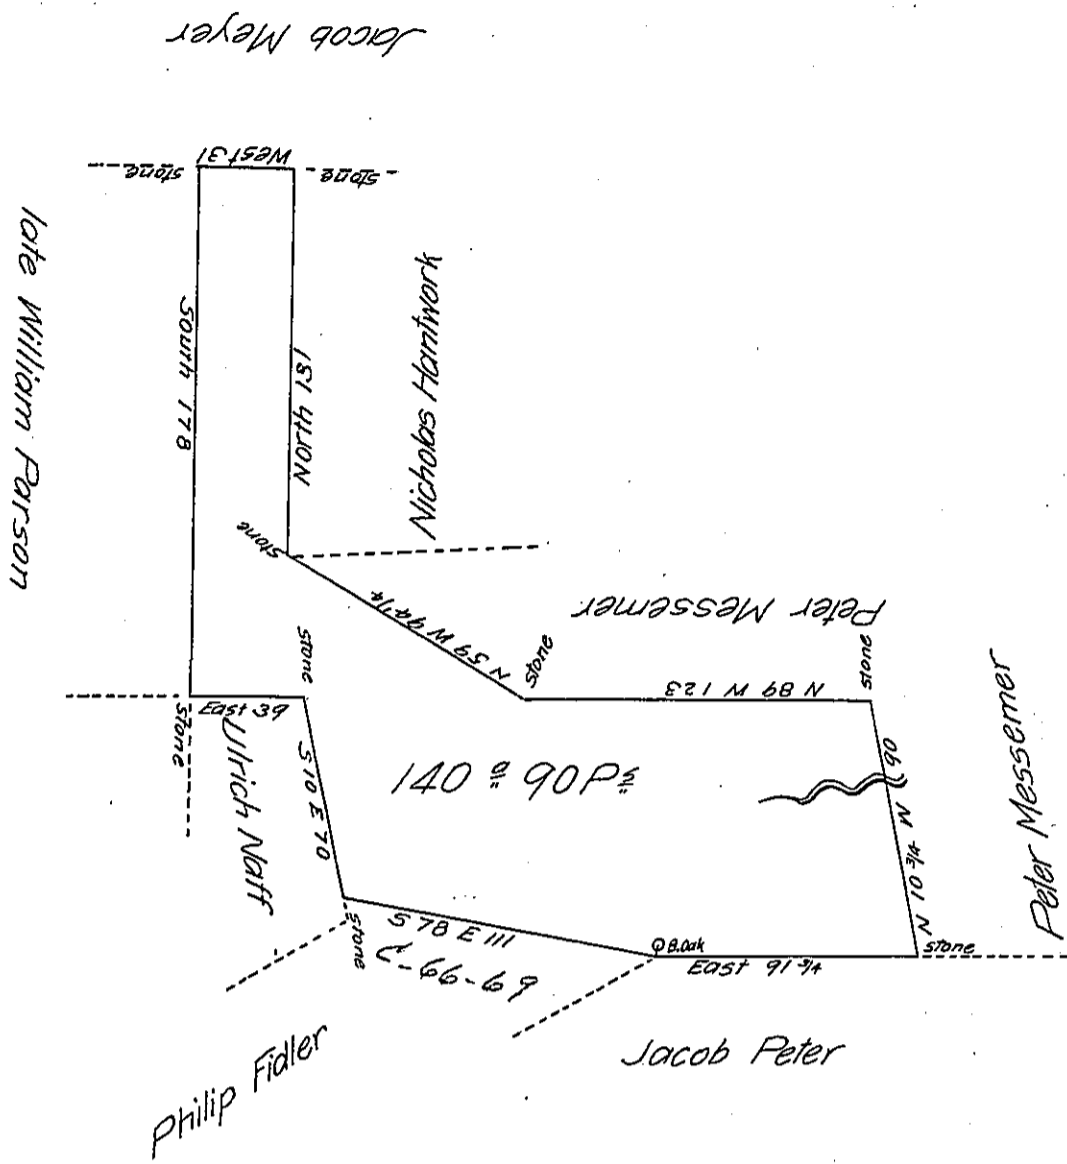 Jacob Meyer
West 31
stone
stone
late William Parson
South 178
North 131
Nicholas Hantwork
Stone
N 59 W 94 1/4
Peter Messemer
stone
stone
N 89 W 123
stone
East 39
stone
Ulrich Naff
S 10 E 70
140 a 90 Ps
N 10 3/4 W 90
Peter Messemer
stone
S 78 E 111
C-66-69
B.Oak
East 91 3/4
stone
Philip Fidler
Jacob Peter